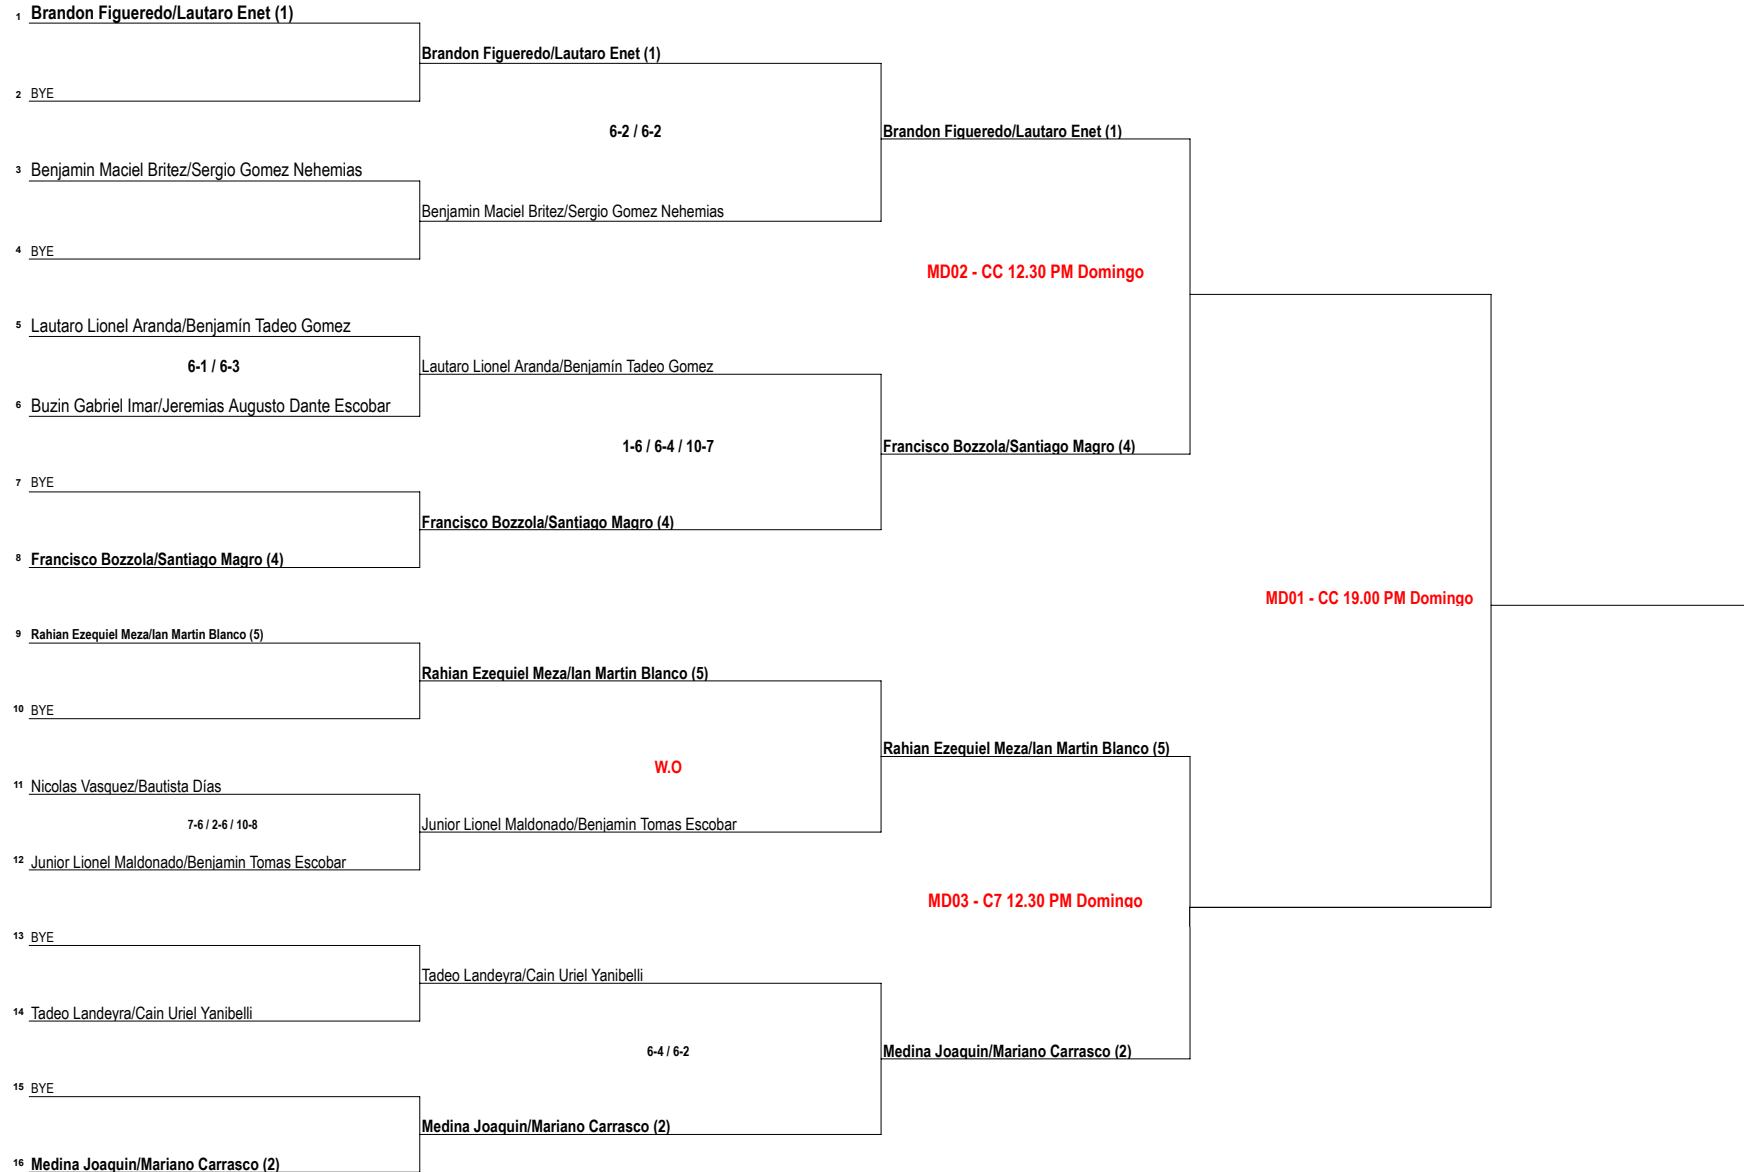 1 Brandon Figueredo/Lautaro Enet (1)
Brandon Figueredo/Lautaro Enet (1)
2 BYE
6-2 / 6-2
Brandon Figueredo/Lautaro Enet (1)
3 Benjamin Maciel Britez/Sergio Gomez Nehemias
Benjamin Maciel Britez/Sergio Gomez Nehemias
4 BYE
MD02 - CC 12.30 PM Domingo
5 Lautaro Lionel Aranda/Benjamín Tadeo Gomez
6-1 / 6-3
Lautaro Lionel Aranda/Benjamín Tadeo Gomez
6 Buzin Gabriel Imar/Jeremias Augusto Dante Escobar
1-6 / 6-4 / 10-7
Francisco Bozzola/Santiago Magro (4)
7 BYE
Francisco Bozzola/Santiago Magro (4)
8 Francisco Bozzola/Santiago Magro (4)
MD01 - CC 19.00 PM Domingo
9 Rahian Ezequiel Meza/Ian Martin Blanco (5)
Rahian Ezequiel Meza/Ian Martin Blanco (5)
10 BYE
Rahian Ezequiel Meza/Ian Martin Blanco (5)
W.O
11 Nicolas Vasquez/Bautista Días
7-6 / 2-6 / 10-8
Junior Lionel Maldonado/Benjamin Tomas Escobar
12 Junior Lionel Maldonado/Benjamin Tomas Escobar
MD03 - C7 12.30 PM Domingo
13 BYE
Tadeo Landeyra/Cain Uriel Yanibelli
14 Tadeo Landeyra/Cain Uriel Yanibelli
6-4 / 6-2
Medina Joaquin/Mariano Carrasco (2)
15 BYE
Medina Joaquin/Mariano Carrasco (2)
16 Medina Joaquin/Mariano Carrasco (2)